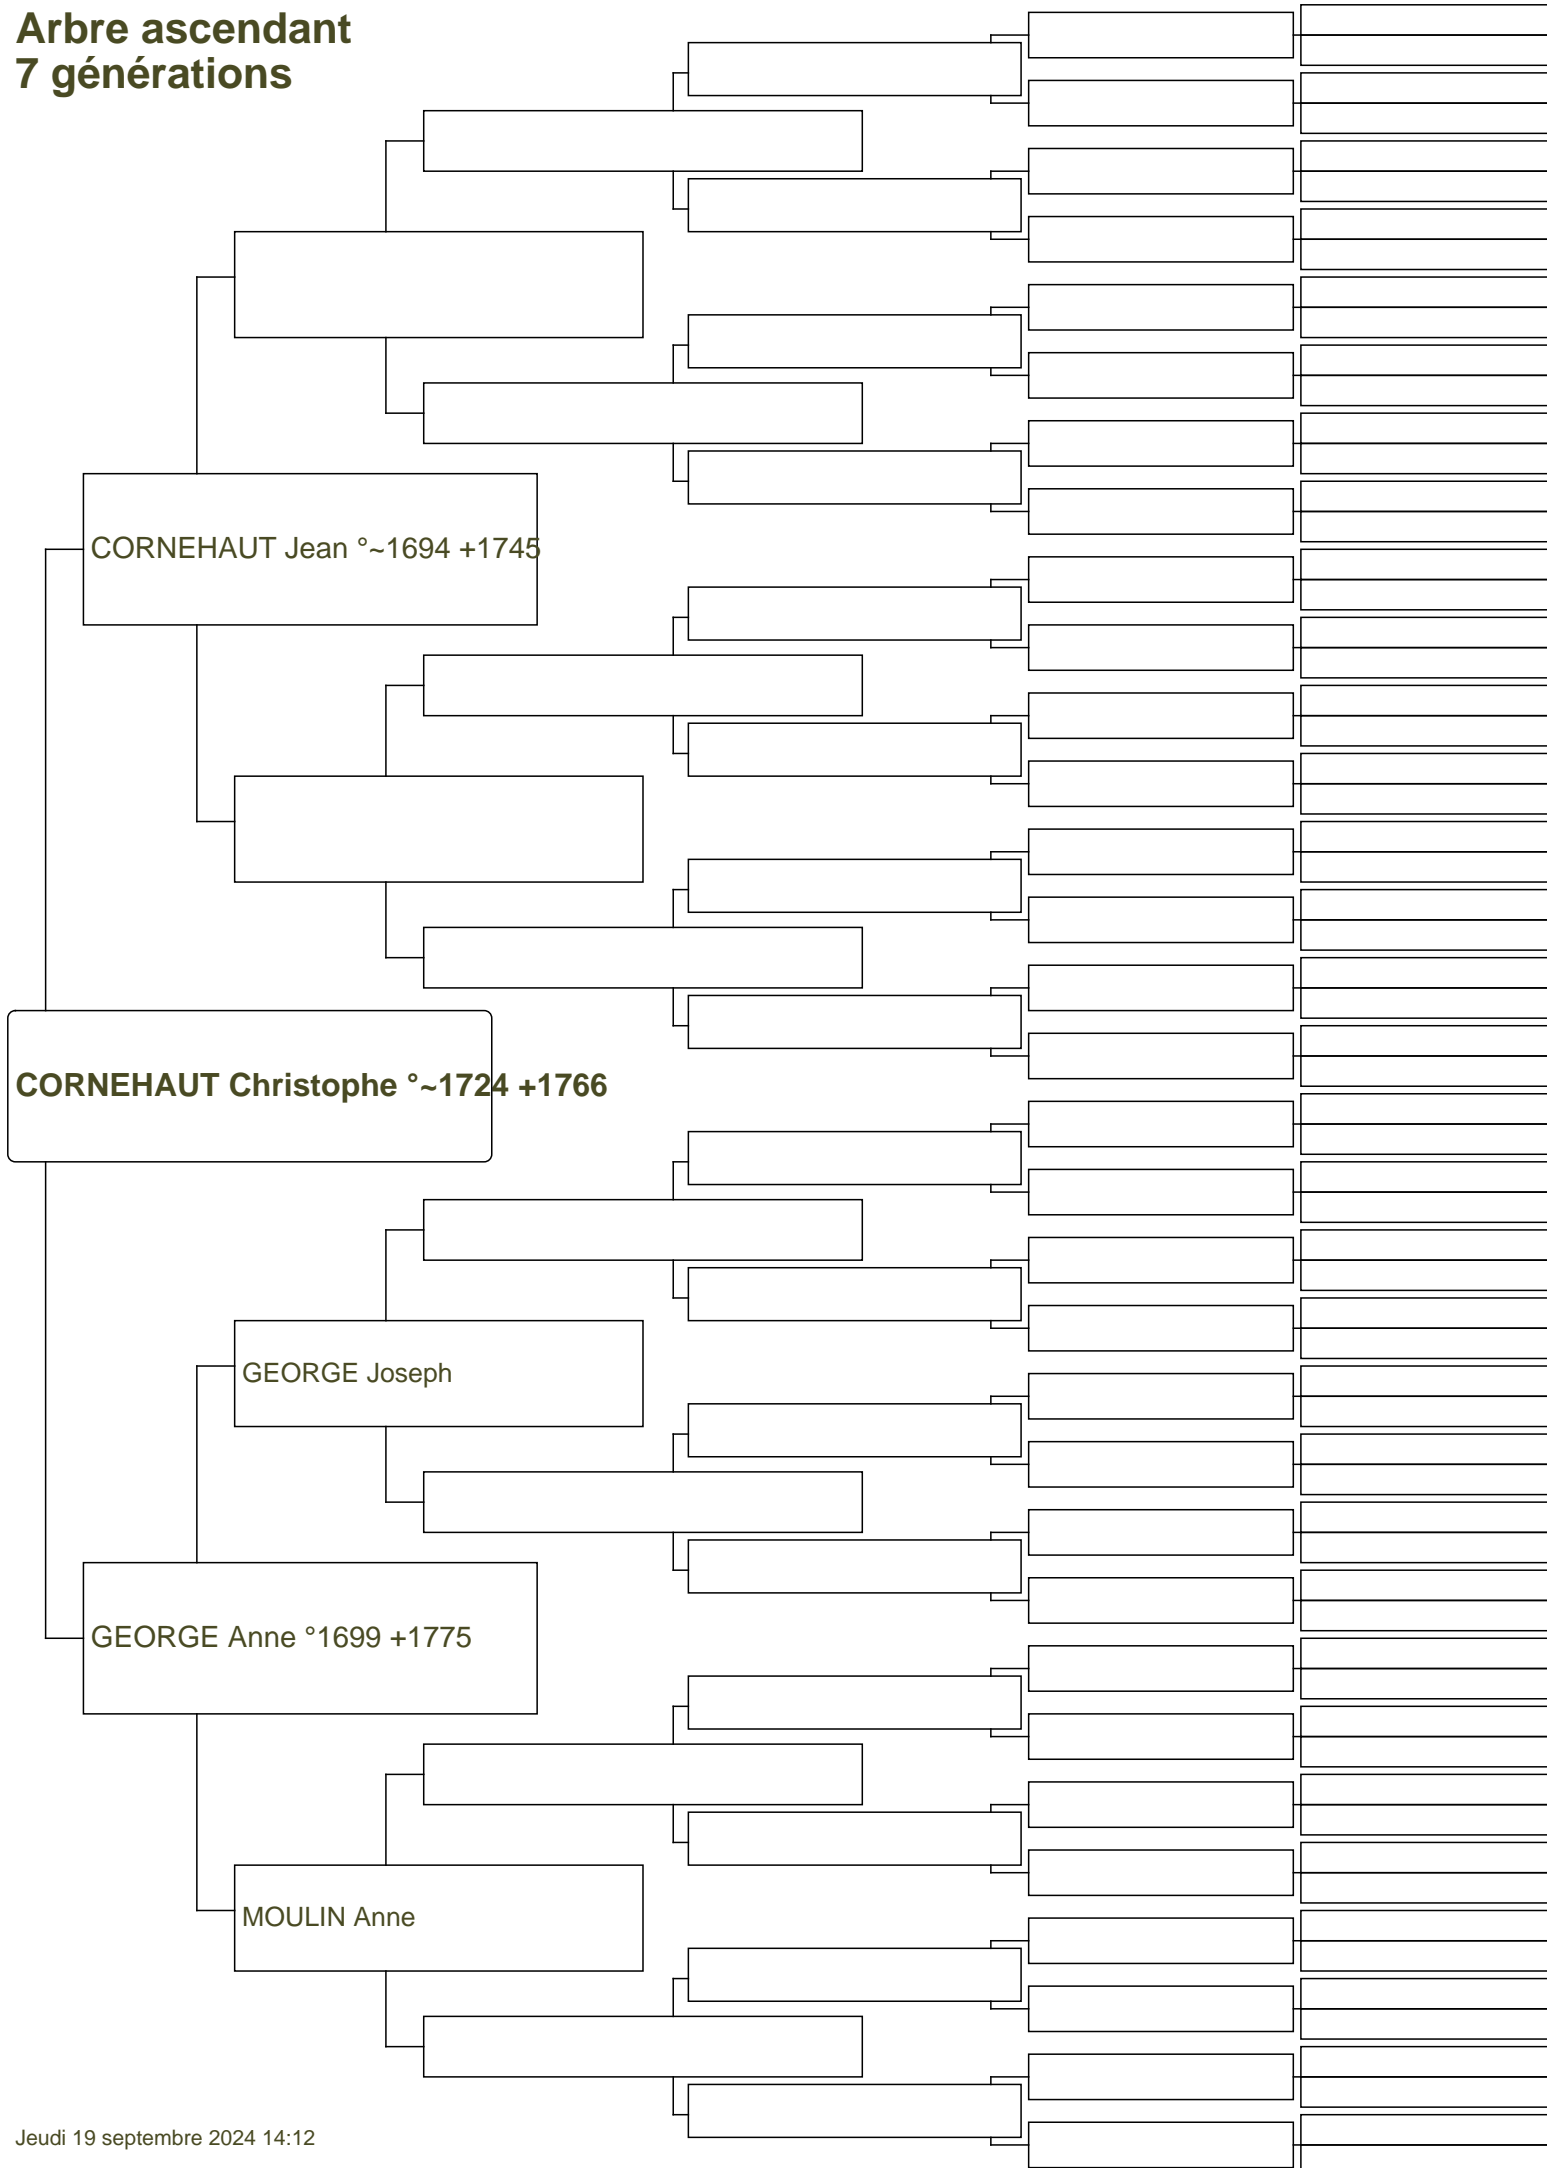 Arbre ascendant
7 générations
CORNEHAUT Jean °~1694 +1745
CORNEHAUT Christophe °~1724 +1766
GEORGE Joseph
GEORGE Anne °1699 +1775
MOULIN Anne
Jeudi 19 septembre 2024 14:12